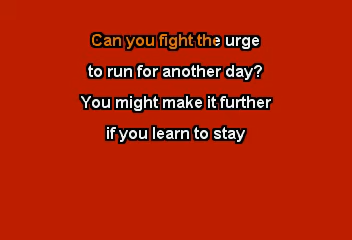 Can you fight the urge
to run for another day?
You might make it further
if you learn to stay